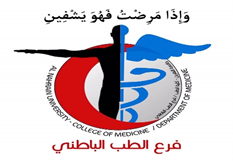 وَإِذَا مَرِضْتُ فَهُوَ يَشْفِينِ
AL NAHRAIN UNIVERSITY - COLLEGE OF MEDICINE / DEPARTMENT OF MEDICINE
فرع الطب الباطني